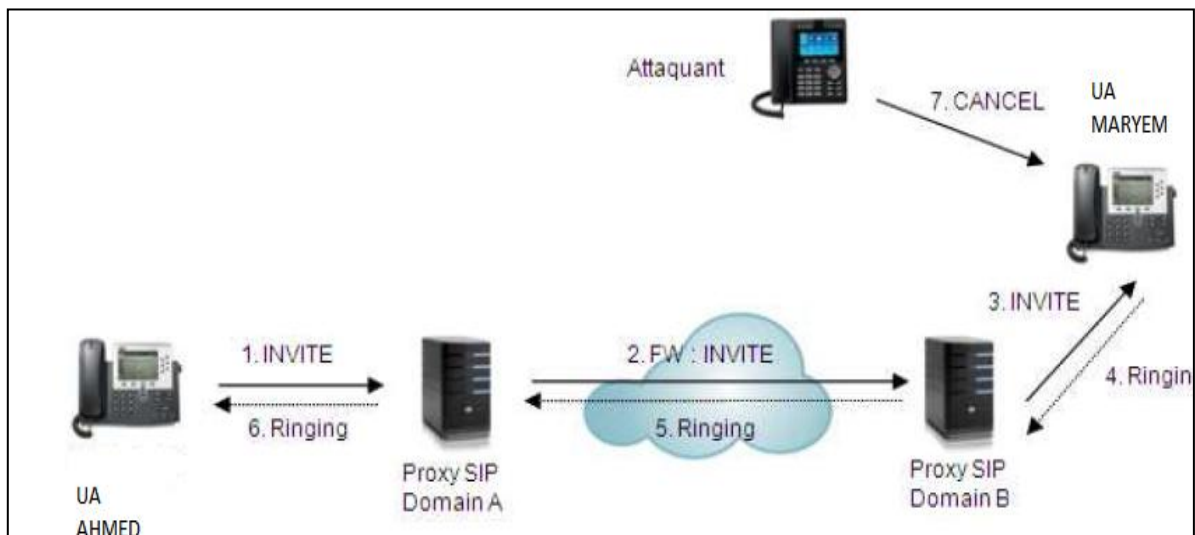 Attaquant
7. CANCEL
UA
MARYEM
3. INVITE
4. Ringin
1. INVITE
2. FW : INVITE
6. Ringing
5. Ringing
Proxy SIP
Domain A
Proxy SIP
Domain B
UA
AHMED